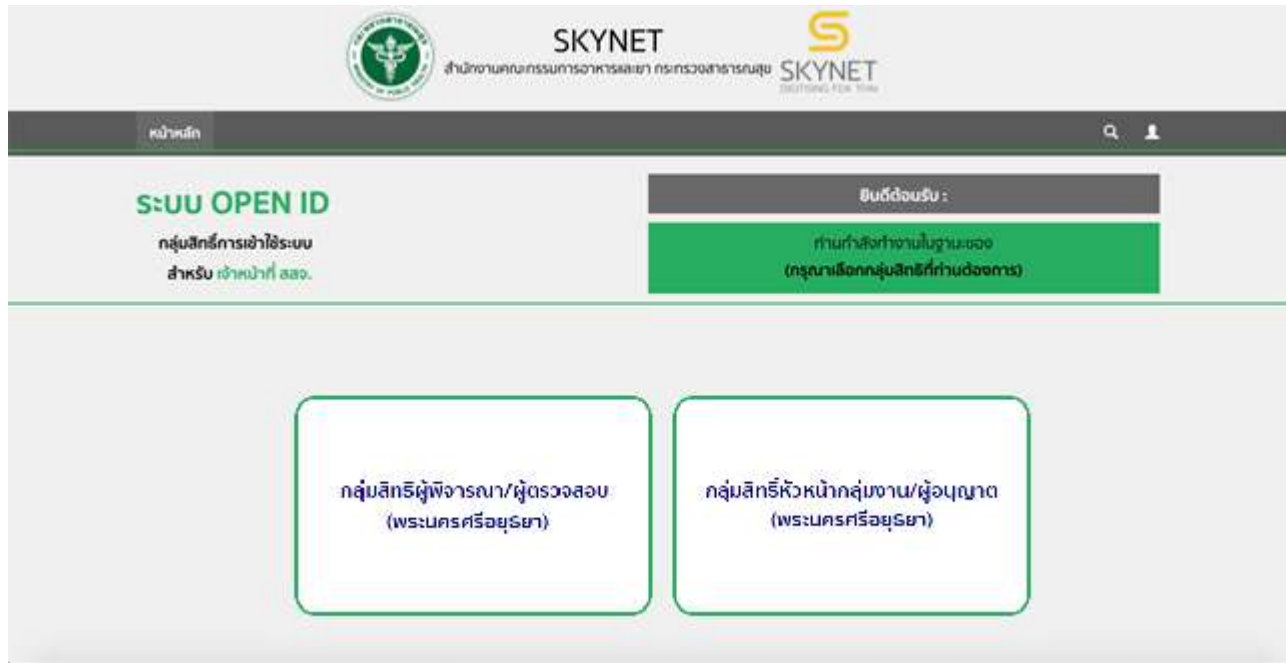 SKYNET
สำนักงานคณะกรรมการอาหารและยา กระทรวงสาธารณสุข
SKYNET
หน้าหลัก
ระบบ OPEN ID
กลุ่มสิทธิ์การเข้าใช้ระบบ
สำหรับ เจ้าหน้าที่ สสจ.
ยินดีต้อนรับ :
ท่านกำลังทำงานในฐานะของ
(กรุณาเลือกกลุ่มสิทธิที่ท่านต้องการ)
กลุ่มสิทธิผู้พิจารณา/ผู้ตรวจสอบ
(พระนครศรีอยุธยา)
กลุ่มสิทธิ์หัวหน้ากลุ่มงาน/ผู้อนุญาต
(พระนครศรีอยุธยา)